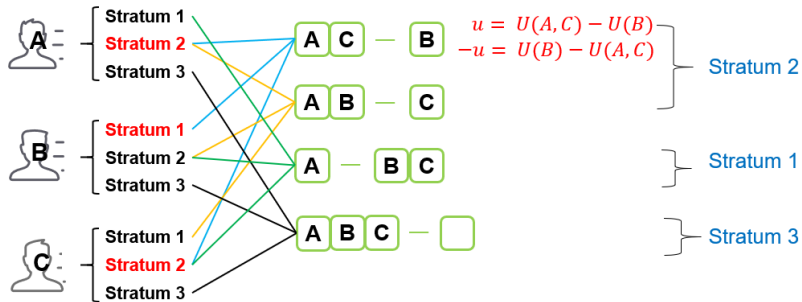 A
Stratum 1
Stratum 2
Stratum 3
B
Stratum 1
Stratum 2
Stratum 3
C
Stratum 1
Stratum 2
Stratum 3
A C — B
A B — C
A — B C
A B C —
u = U(A, C) − U(B)
−u = U(B) − U(A, C)
Stratum 2
Stratum 1
Stratum 3